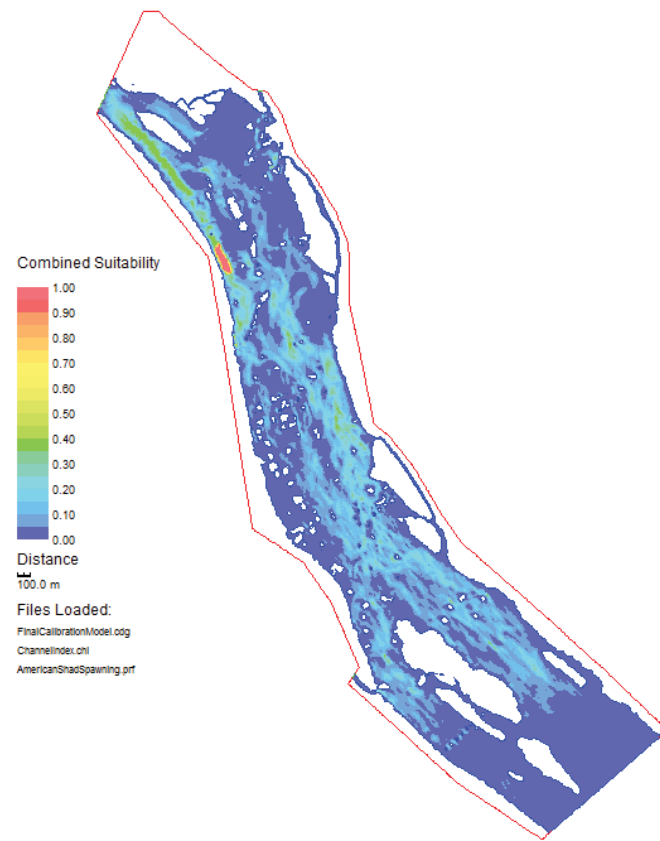 Combined Suitability
1.00
0.90
0.80
0.70
0.60
0.50
0.40
0.30
0.20
0.10
0.00
Distance
100.0 m
Files Loaded:
FinalCalibrationModel.cdg
ChannelIndex.chi
AmericanShadSpawning.prf